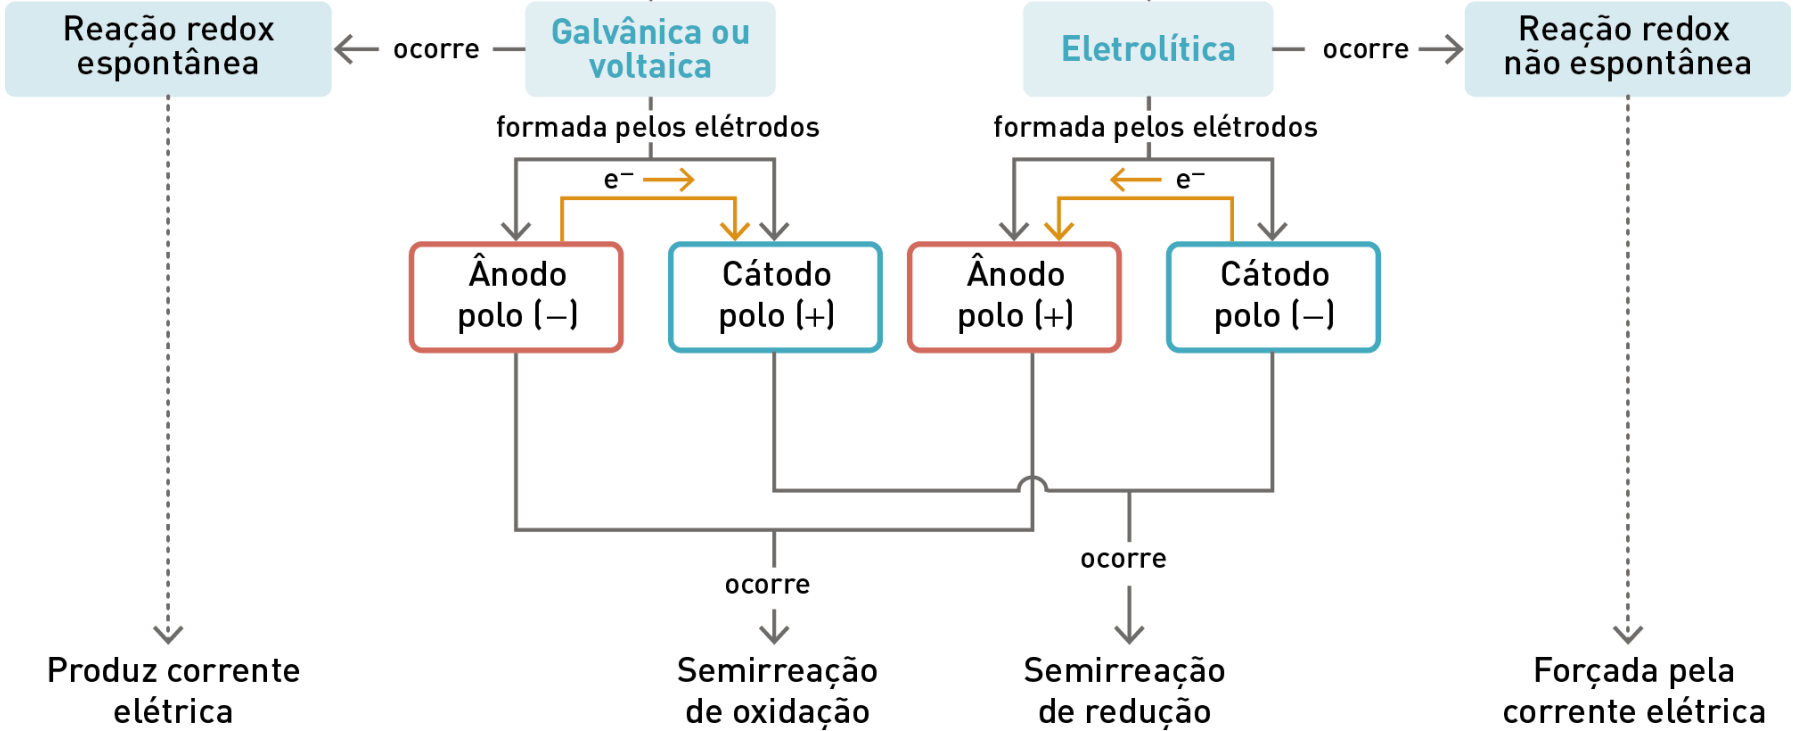 Reação redox
espontânea
ocorre
Galvânica ou
voltaica
Eletrolítica
ocorre
Reação redox
não espontânea
formada pelos elétrodos
formada pelos elétrodos
e⁻
e⁻
Ânodo
polo (−)
Cátodo
polo (+)
Ânodo
polo (+)
Cátodo
polo (−)
ocorre
ocorre
Produz corrente
elétrica
Semirreação
de oxidação
Semirreação
de redução
Forçada pela
corrente elétrica